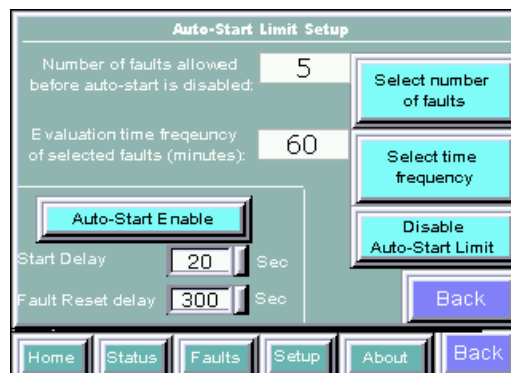 Auto-Start Limit Setup
Number of faults allowed
before auto-start is disabled:
5
Select number
of faults
Evaluation time freqeuncy
of selected faults (minutes):
60
Select time
frequency
Auto-Start Enable
Disable
Auto-Start Limit
Start Delay
20
Sec
Fault Reset delay
300
Sec
Back
Home
Status
Faults
Setup
About
Back